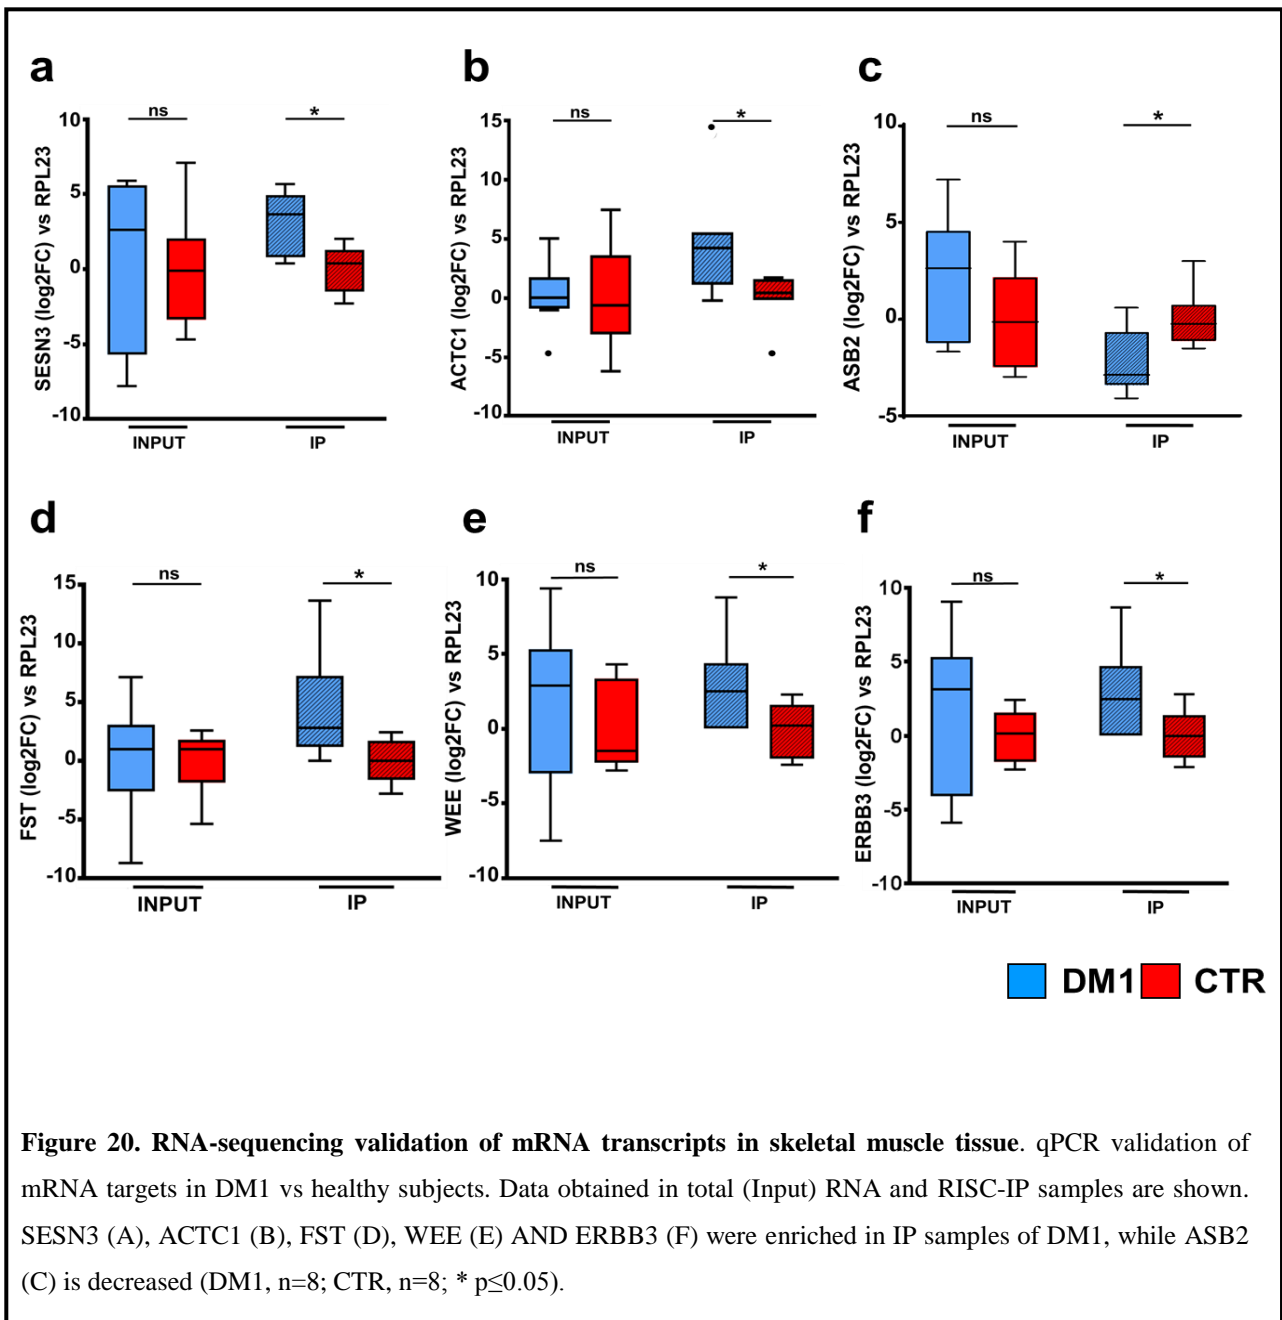 a
ns
*
SESN3 (log2FC) vs RPL23
10
5
0
-5
-10
INPUT
IP
b
ns
*
ACTC1 (log2FC) vs RPL23
15
10
5
0
-5
-10
INPUT
IP
c
ns
*
ASB2 (log2FC) vs RPL23
10
5
0
-5
INPUT
IP
d
ns
*
FST (log2FC) vs RPL23
15
10
5
0
-5
-10
INPUT
IP
e
ns
*
WEE (log2FC) vs RPL23
10
5
0
-5
-10
INPUT
IP
f
ns
*
ERBB3 (log2FC) vs RPL23
10
5
0
-5
-10
INPUT
IP
DM1 CTR
Figure 20. RNA-sequencing validation of mRNA transcripts in skeletal muscle tissue. qPCR validation of
mRNA targets in DM1 vs healthy subjects. Data obtained in total (Input) RNA and RISC-IP samples are shown.
SESN3 (A), ACTC1 (B), FST (D), WEE (E) AND ERBB3 (F) were enriched in IP samples of DM1, while ASB2
(C) is decreased (DM1, n=8; CTR, n=8; * p≤0.05).